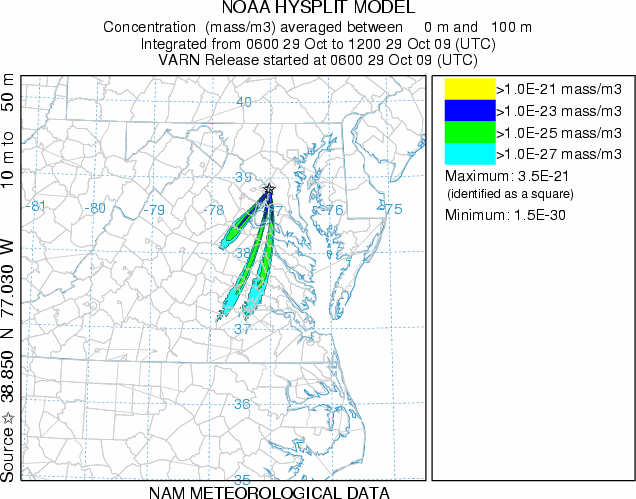 NOAA HYSPLIT MODEL
Concentration (mass/m3) averaged between 0 m and 100 m
Integrated from 0600 29 Oct to 1200 29 Oct 09 (UTC)
VARN Release started at 0600 29 Oct 09 (UTC)
Source ☆ 38.850 N 77.030 W 10 m to 50 m
>1.0E-21 mass/m3
>1.0E-23 mass/m3
>1.0E-25 mass/m3
>1.0E-27 mass/m3
Maximum: 3.5E-21
(identified as a square)
Minimum: 1.5E-30
40
39
-81 -80 -79 -78 -76 -75
38
37
36
35
NAM METEOROLOGICAL DATA